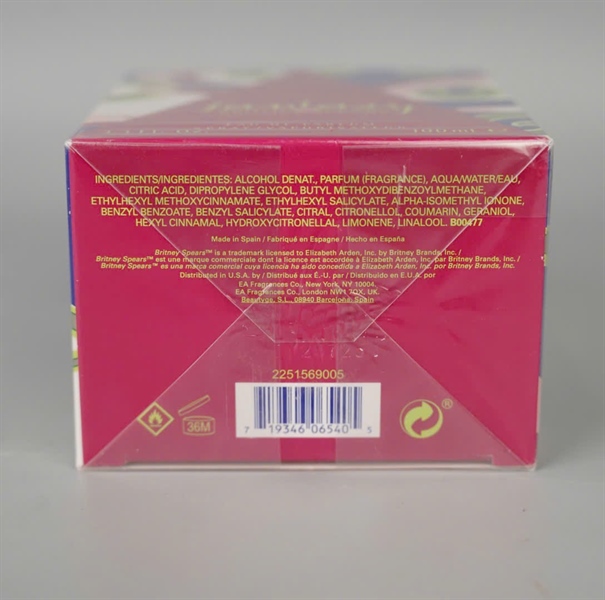 INGREDIENTS/INGREDIENTES: ALCOHOL DENAT., PARFUM (FRAGRANCE), AQUA/WATER/EAU,
CITRIC ACID, DIPROPYLENE GLYCOL, BUTYL METHOXYDIBENZOYLMETHANE,
ETHYLHEXYL METHOXYCINNAMATE, ETHYLHEXYL SALICYLATE, ALPHA-ISOMETHYL IONONE,
BENZYL BENZOATE, BENZYL SALICYLATE, CITRAL, CITRONELLOL, COUMARIN, GERANIOL,
HEXYL CINNAMAL, HYDROXYCITRONELLAL, LIMONENE, LINALOOL. B00477
Made in Spain / Fabriqué en Espagne / Hecho en España
Britney Spears™ is a trademark licensed to Elizabeth Arden, Inc. by Britney Brands, Inc. /
Britney Spears™ est une marque commerciale dont la licence est accordée à Elizabeth Arden, Inc. par Britney Brands, Inc. /
Britney Spears™ es una marca comercial cuya licencia ha sido concedida a Elizabeth Arden, Inc. por Britney Brands, Inc.
Distributed in U.S.A. by / Distribué aux É.-U. par / Distribuido en E.U.A. por
EA Fragrances Co., New York, NY 10004.
EA Fragrances Co., London NW1 7QX, UK.
Beautyge, S.L., 08940 Barcelona, Spain
2251569005
36M
7 19346 06540 5
®